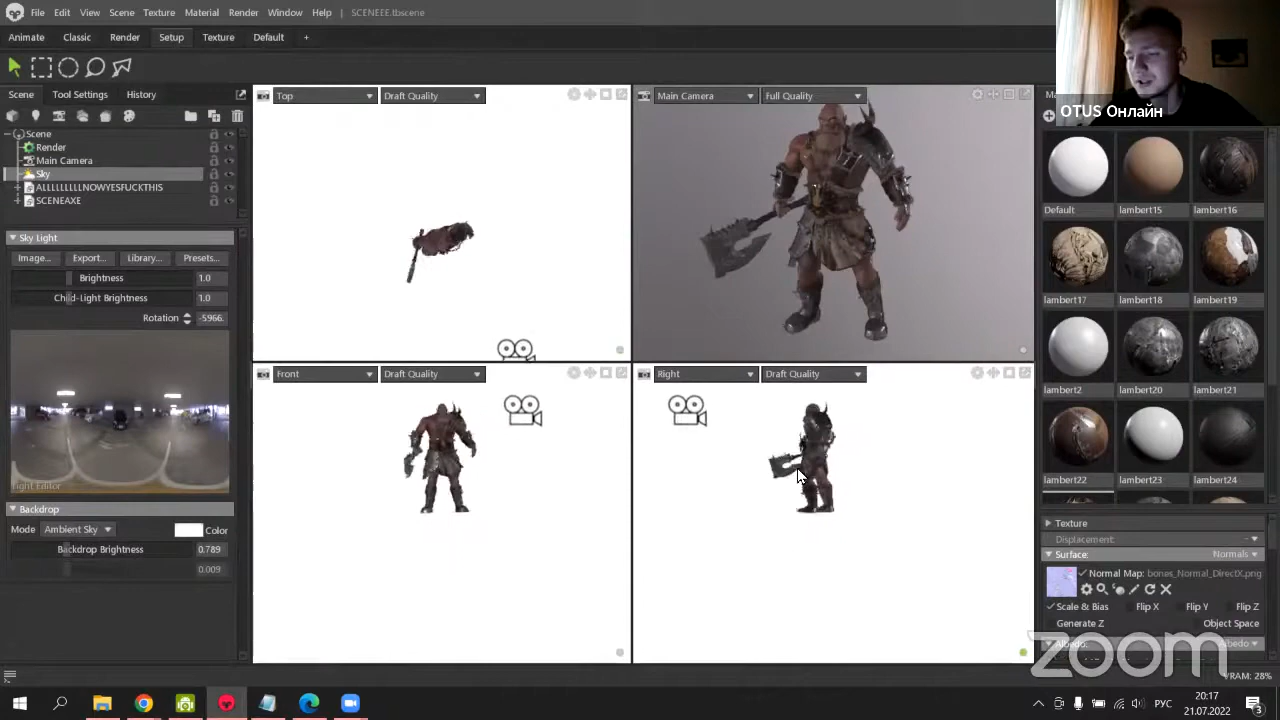 File Edit View Scene Texture Material Render Window Help | SCENEEE.tbscene
Animate Classic Render Setup Texture Default +
OTUS Онлайн
Scene Tool Settings History
Top Draft Quality
Main Camera Full Quality
Scene
Render
Main Camera
Sky
ALLLLLLLLNOWYESFUCKTHIS
SCENEAXE
Sky Light
Image... Export... Library... Presets...
Brightness 1.0
Child-Light Brightness 1.0
Rotation -5966.
Light Editor
Backdrop
Mode Ambient Sky Color
Backdrop Brightness 0.789
0.009
Front Draft Quality
Right Draft Quality
Default lambert15 lambert16
lambert17 lambert18 lambert19
lambert2 lambert20 lambert21
lambert22 lambert23 lambert24
Texture
Displacement:
Surface: Normals
Normal Map: bones_Normal_DirectX.png
Scale & Bias Flip X Flip Y Flip Z
Generate Z Object Space
Albedo: Albedo
zoom
VRAM: 28%
РУС
20:17
21.07.2022
3